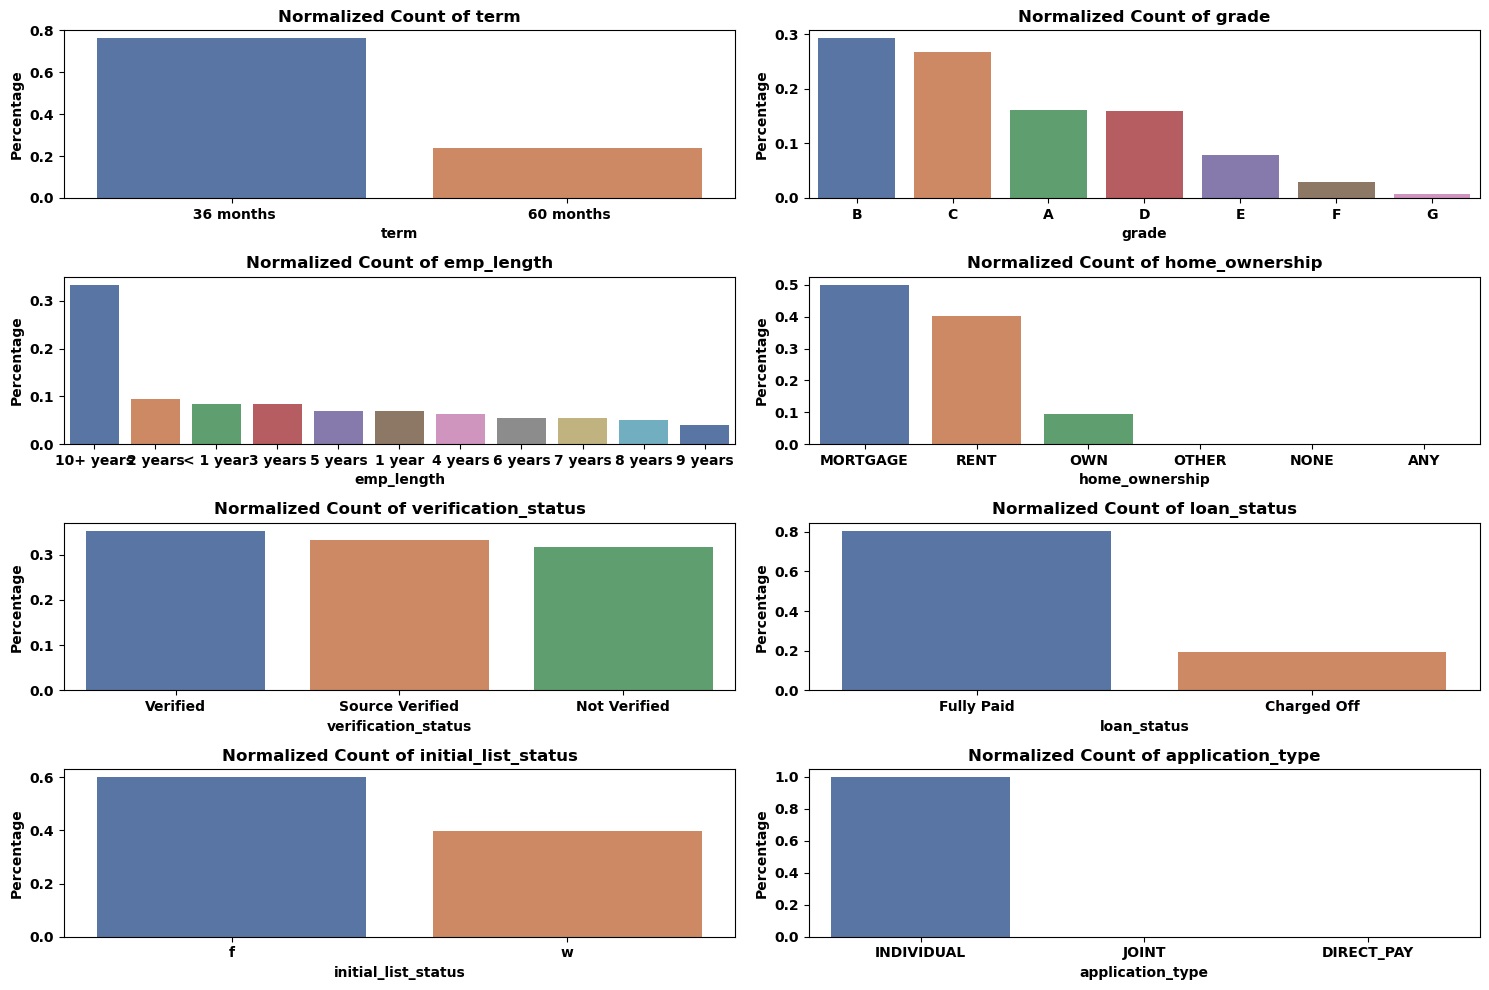 Normalized Count of term
Percentage
0.8
0.6
0.4
0.2
0.0
36 months
60 months
term
Normalized Count of grade
Percentage
0.3
0.2
0.1
0.0
B
C
A
D
E
F
G
grade
Normalized Count of emp_length
Percentage
0.3
0.2
0.1
0.0
10+ years
2 years
< 1 year
3 years
5 years
1 year
4 years
6 years
7 years
8 years
9 years
emp_length
Normalized Count of home_ownership
Percentage
0.5
0.4
0.3
0.2
0.1
0.0
MORTGAGE
RENT
OWN
OTHER
NONE
ANY
home_ownership
Normalized Count of verification_status
Percentage
0.3
0.2
0.1
0.0
Verified
Source Verified
Not Verified
verification_status
Normalized Count of loan_status
Percentage
0.8
0.6
0.4
0.2
0.0
Fully Paid
Charged Off
loan_status
Normalized Count of initial_list_status
Percentage
0.6
0.4
0.2
0.0
f
w
initial_list_status
Normalized Count of application_type
Percentage
1.0
0.8
0.6
0.4
0.2
0.0
INDIVIDUAL
JOINT
DIRECT_PAY
application_type